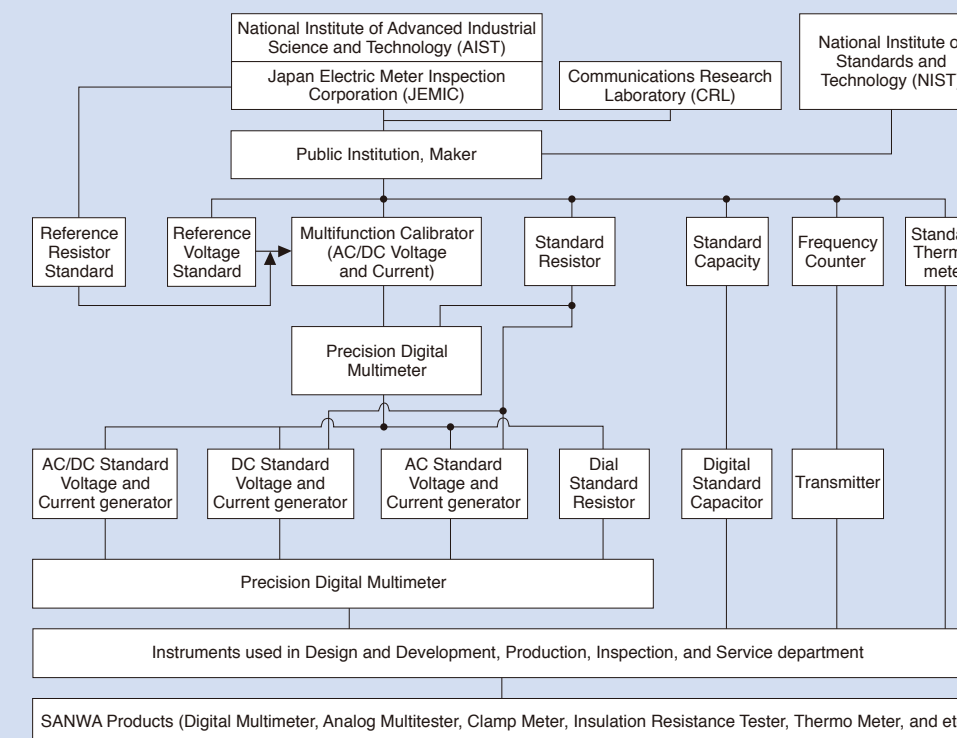 National Institute of Advanced Industrial
Science and Technology (AIST)
Japan Electric Meter Inspection
Corporation (JEMIC)
Communications Research
Laboratory (CRL)
National Institute
Standards and
Technology (NIST)
Public Institution, Maker
Reference
Resistor
Standard
Reference
Voltage
Standard
Multifunction Calibrator
(AC/DC Voltage
and Current)
Standard
Resistor
Standard
Capacity
Frequency
Counter
Precision Digital
Multimeter
AC/DC Standard
Voltage and
Current generator
DC Standard
Voltage and
Current generator
AC Standard
Voltage and
Current generator
Dial
Standard
Resistor
Digital
Standard
Capacitor
Transmitter
Precision Digital Multimeter
Instruments used in Design and Development, Production, Inspection, and Service department
SANWA Products (Digital Multimeter, Analog Multitester, Clamp Meter, Insulation Resistance Tester, Thermo Meter, and